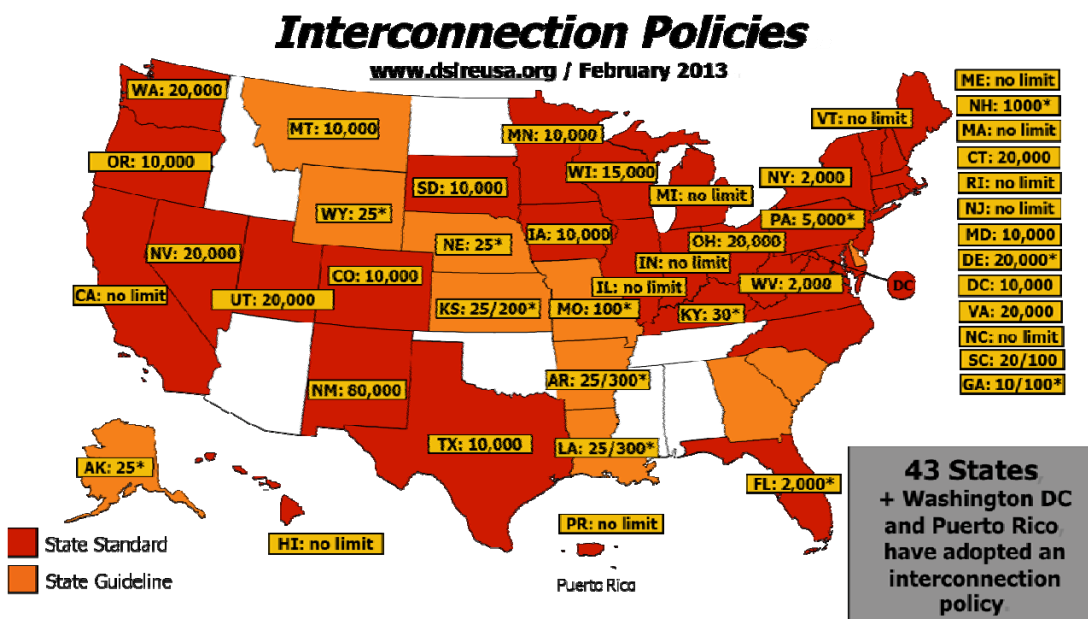 Interconnection Policies
www.dsireusa.org / February 2013
WA: 20,000
MT: 10,000
MN: 10,000
VT: no limit
ME: no limit
NH: 1000*
MA: no limit
CT: 20,000
RI: no limit
NJ: no limit
MD: 10,000
DE: 20,000*
DC: 10,000
VA: 20,000
NC: no limit
SC: 20/100
GA: 10/100*
OR: 10,000
SD: 10,000
WI: 15,000
MI: no limit
NY: 2,000
WY: 25*
PA: 5,000*
NV: 20,000
NE: 25*
IA: 10,000
OH: 20,000
CO: 10,000
IN: no limit
CA: no limit
UT: 20,000
IL: no limit
WV: 2,000
DC
KS: 25/200*
MO: 100*
KY: 30*
NM: 80,000
AR: 25/300*
TX: 10,000
LA: 25/300*
AK: 25*
FL: 2,000*
HI: no limit
PR: no limit
Puerto Rico
State Standard
State Guideline
43 States,
+ Washington DC
and Puerto Rico,
have adopted an
interconnection
policy.